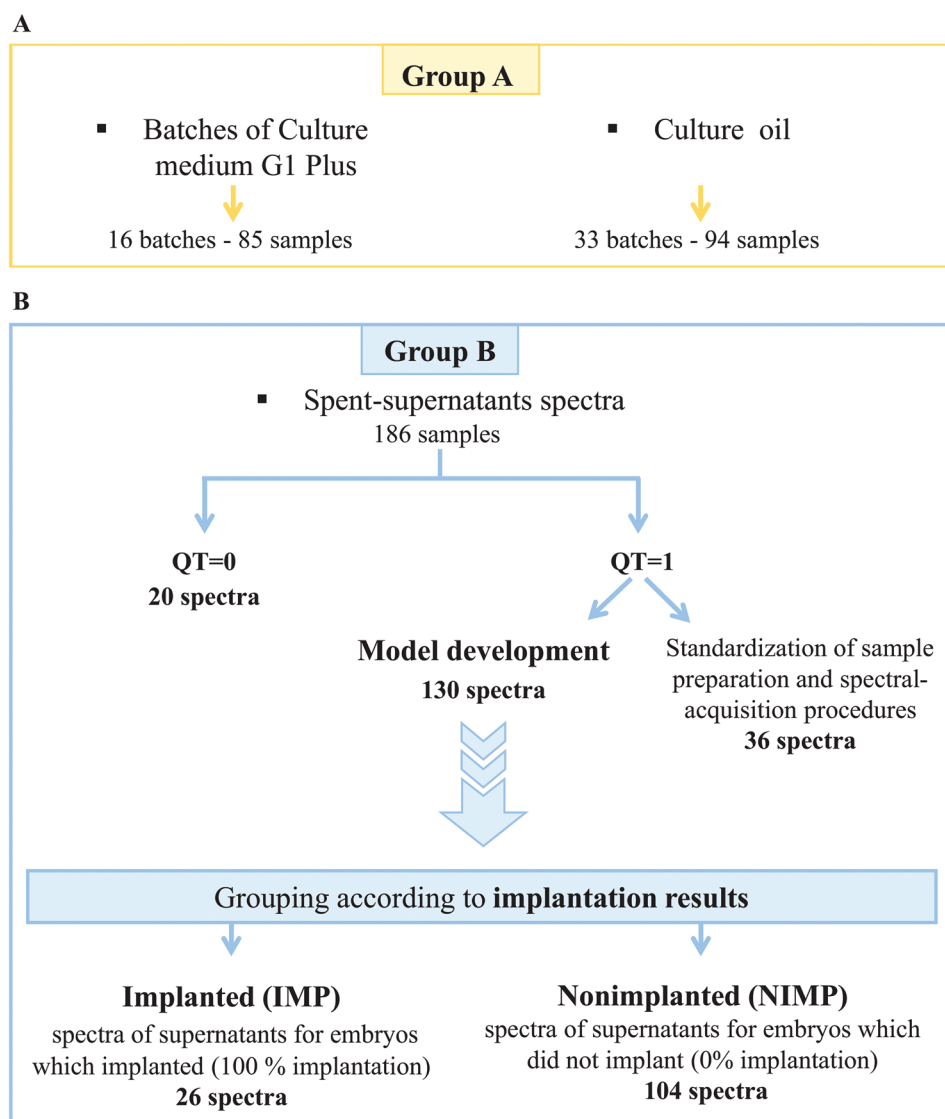 A
Group A
▪ Batches of Culture
medium G1 Plus
▪ Culture oil
16 batches - 85 samples
33 batches - 94 samples
B
Group B
▪ Spent-supernatants spectra
186 samples
QT=0
20 spectra
QT=1
Model development
130 spectra
Standardization of sample
preparation and spectral-
acquisition procedures
36 spectra
Grouping according to implantation results
Implanted (IMP)
spectra of supernatants for embryos
which implanted (100 % implantation)
26 spectra
Nonimplanted (NIMP)
spectra of supernatants for embryos which
did not implant (0% implantation)
104 spectra